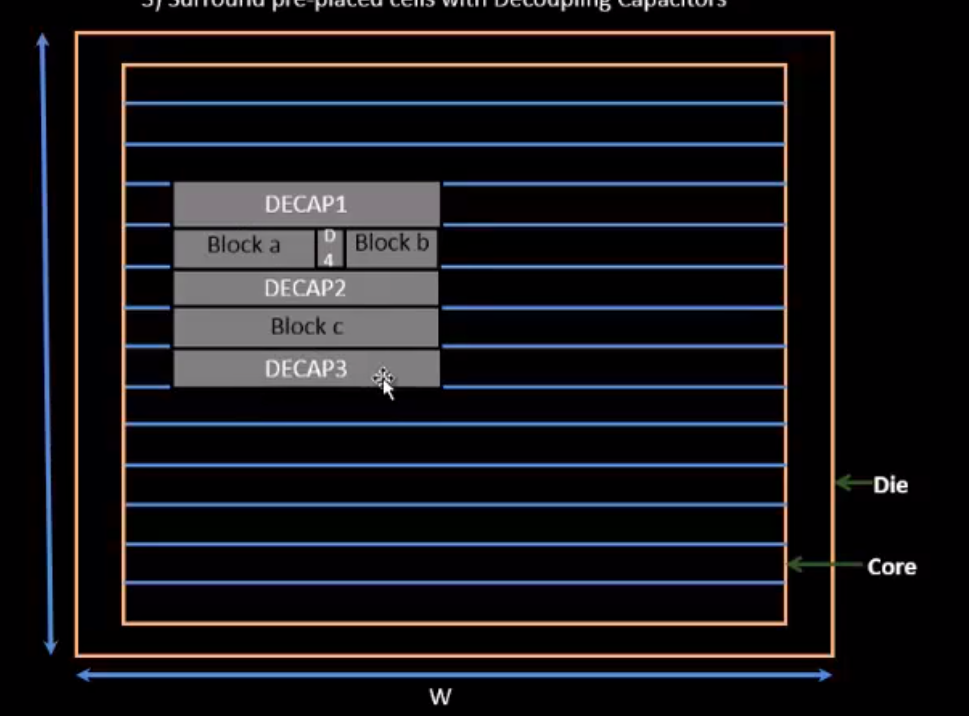 3) Surround pre-placed cells with Decoupling Capacitors
DECAP1
Block a
D
4
Block b
DECAP2
Block c
DECAP3
Die
Core
W